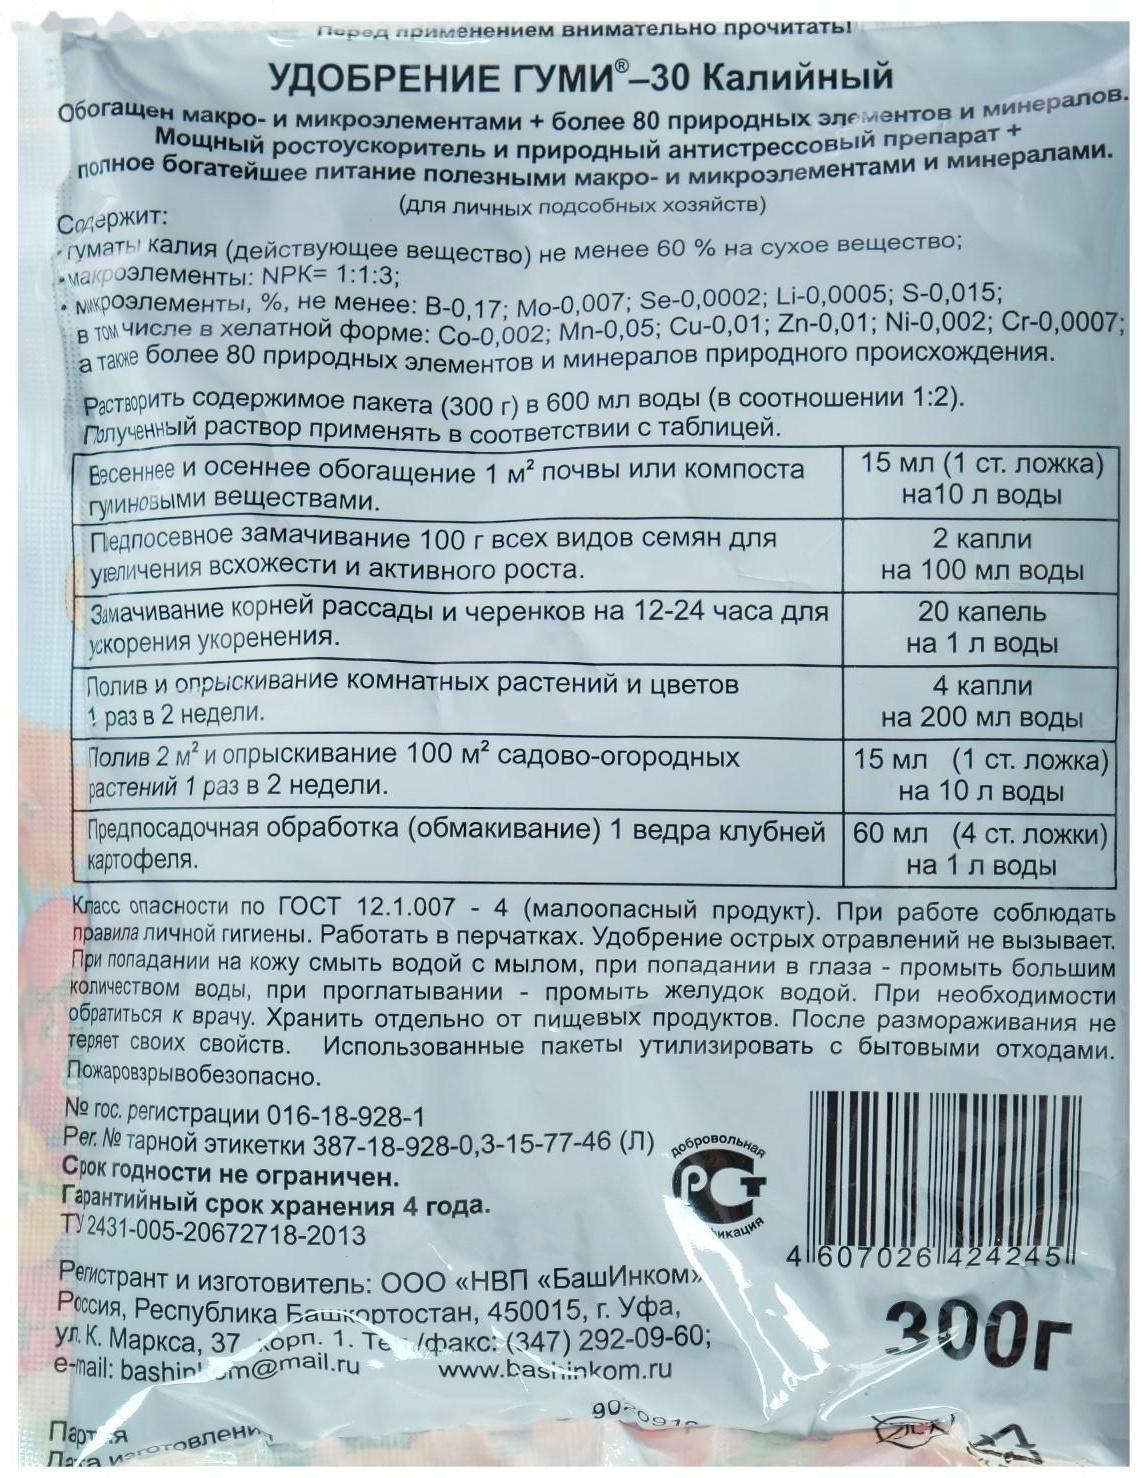 Перед применением внимательно прочитать!
УДОБРЕНИЕ ГУМИ®–30 Калийный
Обогащен макро- и микроэлементами + более 80 природных элементов и минералов.
Мощный ростоускоритель и природный антистрессовый препарат +
полное богатейшее питание полезными макро- и микроэлементами и минералами.
(для личных подсобных хозяйств)
Содержит:
• гуматы калия (действующее вещество) не менее 60 % на сухое вещество;
• макроэлементы: NPK= 1:1:3;
• микроэлементы, %, не менее: B-0,17; Mo-0,007; Se-0,0002; Li-0,0005; S-0,015;
в том числе в хелатной форме: Co-0,002; Mn-0,05; Cu-0,01; Zn-0,01; Ni-0,002; Cr-0,0007;
а также более 80 природных элементов и минералов природного происхождения.
Растворить содержимое пакета (300 г) в 600 мл воды (в соотношении 1:2).
Полученный раствор применять в соответствии с таблицей.
Весеннее и осеннее обогащение 1 м² почвы или компоста
гуминовыми веществами.
15 мл (1 ст. ложка)
на10 л воды
Предпосевное замачивание 100 г всех видов семян для
увеличения всхожести и активного роста.
2 капли
на 100 мл воды
Замачивание корней рассады и черенков на 12-24 часа для
ускорения укоренения.
20 капель
на 1 л воды
Полив и опрыскивание комнатных растений и цветов
1 раз в 2 недели.
4 капли
на 200 мл воды
Полив 2 м² и опрыскивание 100 м² садово-огородных
растений 1 раз в 2 недели.
15 мл (1 ст. ложка)
на 10 л воды
Предпосадочная обработка (обмакивание) 1 ведра клубней
картофеля.
60 мл (4 ст. ложки)
на 1 л воды
Класс опасности по ГОСТ 12.1.007 - 4 (малоопасный продукт). При работе соблюдать
правила личной гигиены. Работать в перчатках. Удобрение острых отравлений не вызывает.
При попадании на кожу смыть водой с мылом, при попадании в глаза - промыть большим
количеством воды, при проглатывании - промыть желудок водой. При необходимости
обратиться к врачу. Хранить отдельно от пищевых продуктов. После размораживания не
теряет своих свойств. Использованные пакеты утилизировать с бытовыми отходами.
Пожаровзрывобезопасно.
№ гос. регистрации 016-18-928-1
Рег. № тарной этикетки 387-18-928-0,3-15-77-46 (Л)
Срок годности не ограничен.
Гарантийный срок хранения 4 года.
ТУ 2431-005-20672718-2013
добровольная
РСТ
4 607026 424245
Регистрант и изготовитель: ООО «НВП «БашИнком»
Россия, Республика Башкортостан, 450015, г. Уфа,
ул. К. Маркса, 37, корп. 1. Тел./факс: (347) 292-09-60;
e-mail: bashinkom@mail.ru www.bashinkom.ru
300г
Партия
Дата изготовления